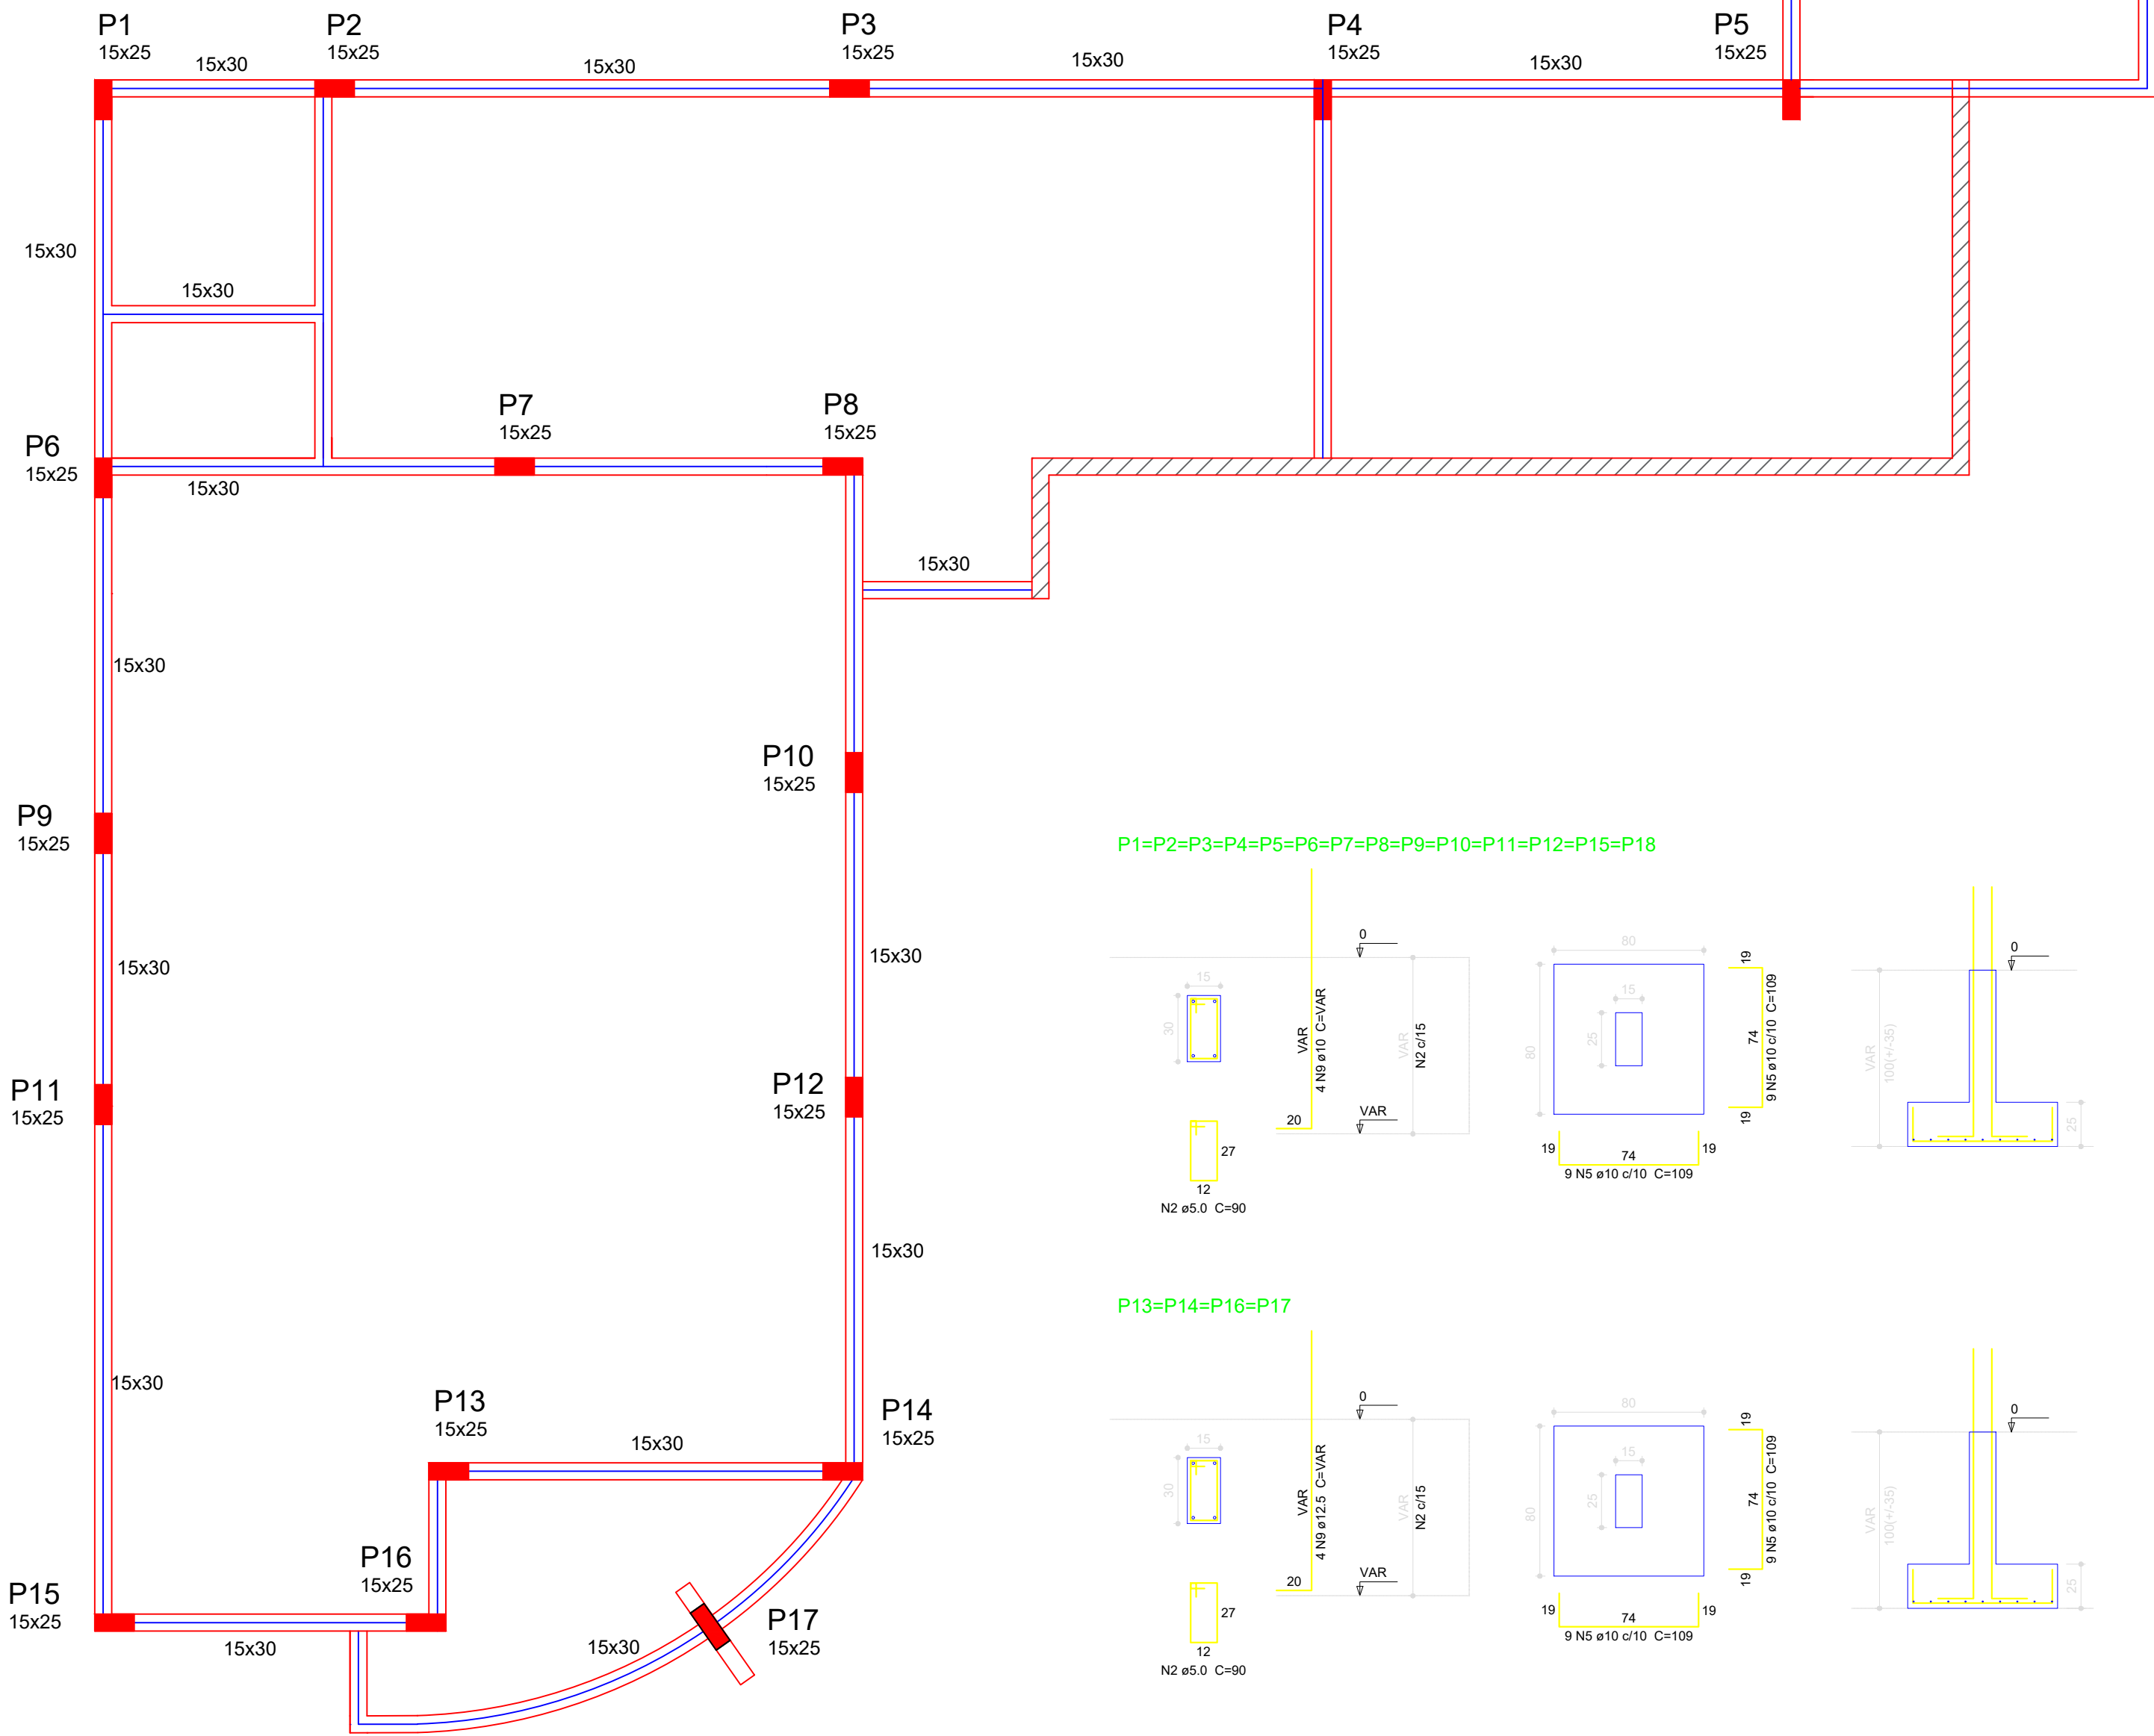 P1
15x25
P2
15x25
P3
15x25
P4
15x25
P5
15x25
15x30
15x30
15x30
15x30
15x30
15x30
P7
15x25
P8
15x25
P6
15x25
15x30
15x30
15x30
P10
15x25
P9
15x25
15x30
15x30
P11
15x25
P12
15x25
15x30
15x30
P13
15x25
P14
15x25
15x30
P16
15x25
P15
15x25
P17
15x25
15x30
15x30
P1=P2=P3=P4=P5=P6=P7=P8=P9=P10=P11=P12=P15=P18
15
30
27
12
N2 ø5.0 C=90
VAR
4 N9 ø10 C=VAR
20
0
VAR
VAR
N2 c/15
80
80
15
25
19
74
19
9 N5 ø10 c/10 C=109
19
74
19
9 N5 ø10 c/10 C=109
0
VAR
100(+/-35)
25
P13=P14=P16=P17
15
30
27
12
N2 ø5.0 C=90
VAR
4 N9 ø12.5 C=VAR
20
0
VAR
VAR
N2 c/15
80
80
15
25
19
74
19
9 N5 ø10 c/10 C=109
19
74
19
9 N5 ø10 c/10 C=109
0
VAR
100(+/-35)
25